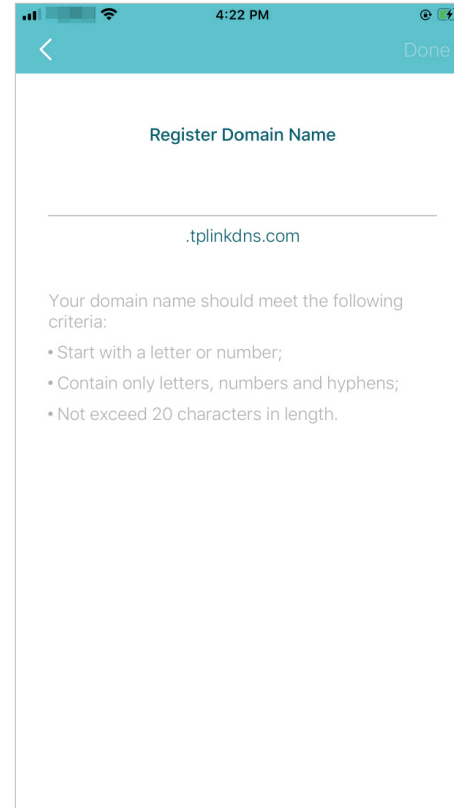 4:22 PM
Done
Register Domain Name
.tplinkdns.com
Your domain name should meet the following
criteria:
• Start with a letter or number;
• Contain only letters, numbers and hyphens;
• Not exceed 20 characters in length.